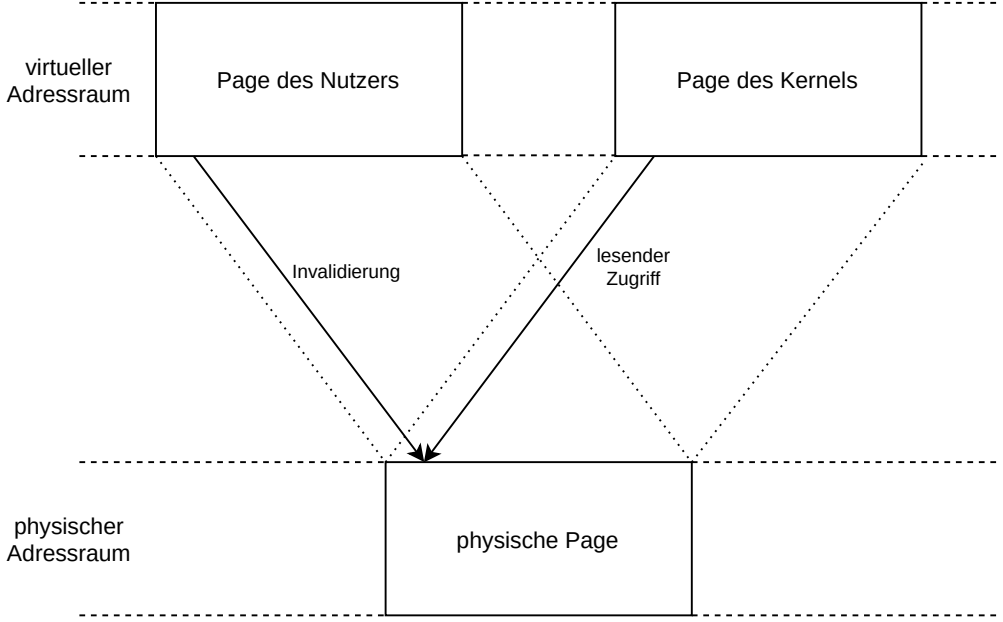 virtueller
Adressraum
Page des Nutzers
Page des Kernels
Invalidierung
lesender
Zugriff
physischer
Adressraum
physische Page